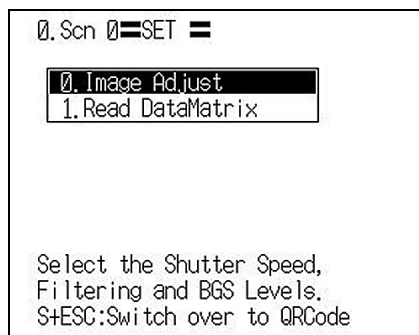 0.Scn 0=SET =
0.Image Adjust
1.Read DataMatrix
Select the Shutter Speed,
Filtering and BGS Levels.
S+ESC:Switch over to QRCode